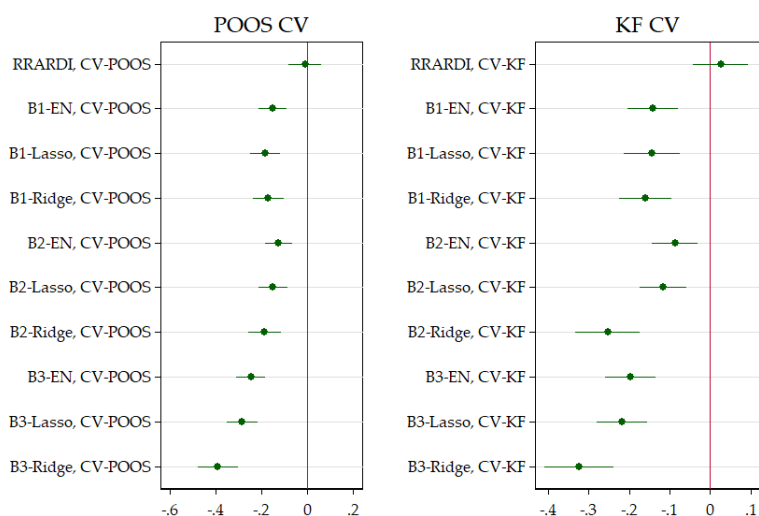 POOS CV
RRARDI, CV-POOS
B1-EN, CV-POOS
B1-Lasso, CV-POOS
B1-Ridge, CV-POOS
B2-EN, CV-POOS
B2-Lasso, CV-POOS
B2-Ridge, CV-POOS
B3-EN, CV-POOS
B3-Lasso, CV-POOS
B3-Ridge, CV-POOS
-.6 -.4 -.2 0 .2
KF CV
RRARDI, CV-KF
B1-EN, CV-KF
B1-Lasso, CV-KF
B1-Ridge, CV-KF
B2-EN, CV-KF
B2-Lasso, CV-KF
B2-Ridge, CV-KF
B3-EN, CV-KF
B3-Lasso, CV-KF
B3-Ridge, CV-KF
-.4 -.3 -.2 -.1 0 .1